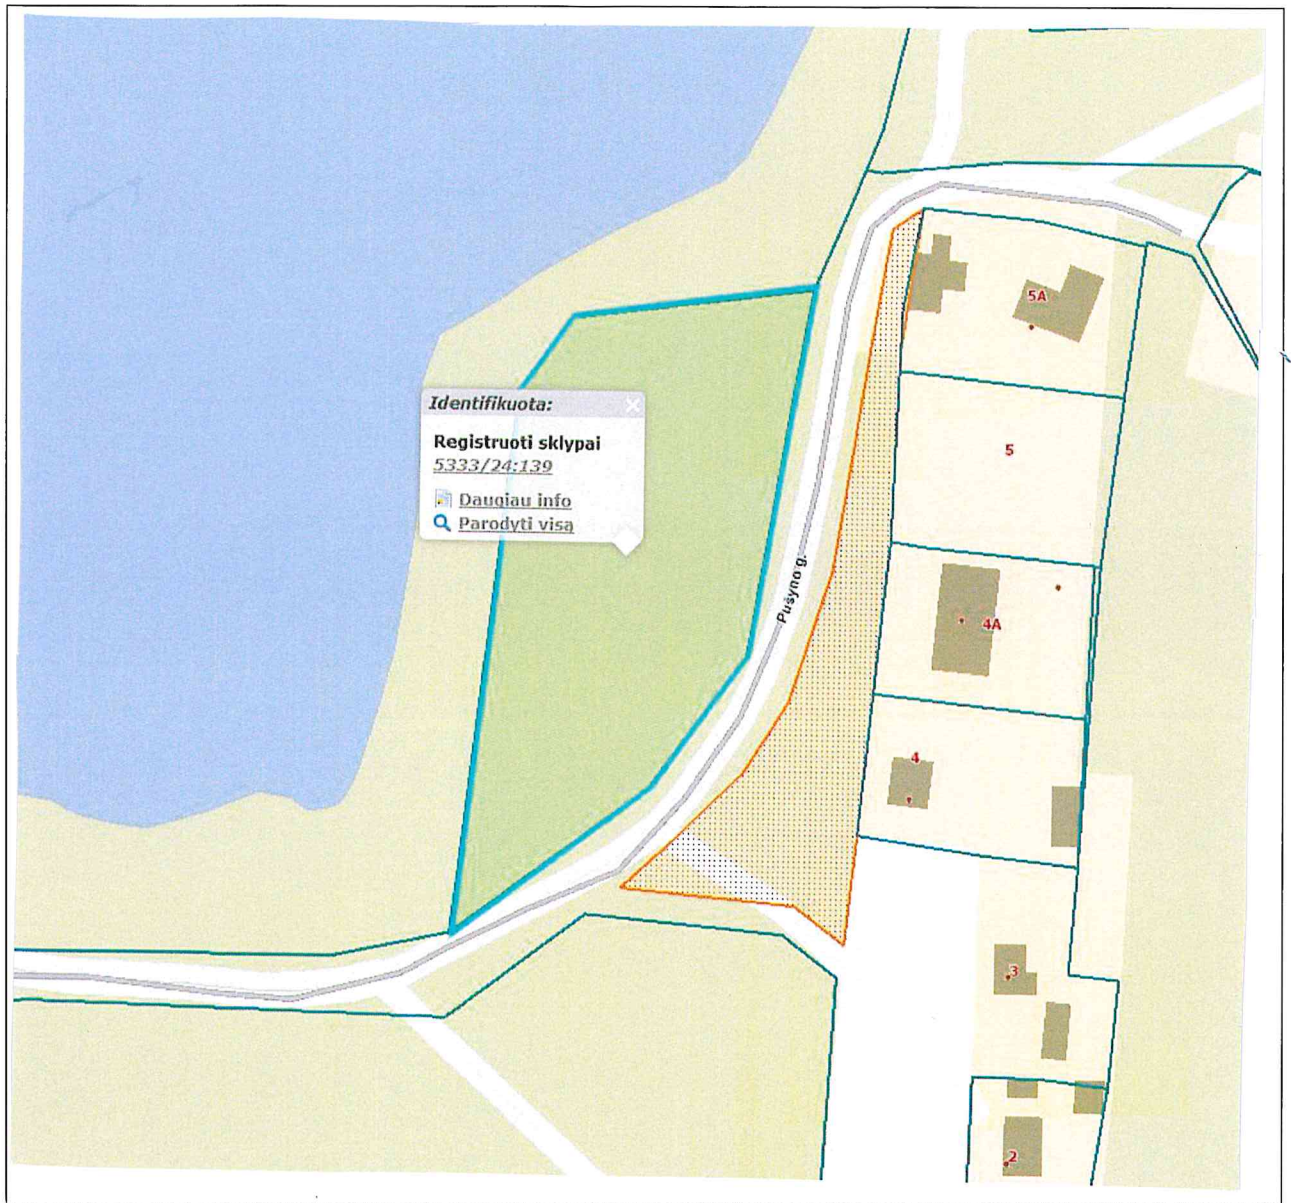 5A
Identifikuota:
Registruoti sklypai
5333/24:139
Daugiau info
Parodyti visą
5
Pušyno g.
4A
4
3
2